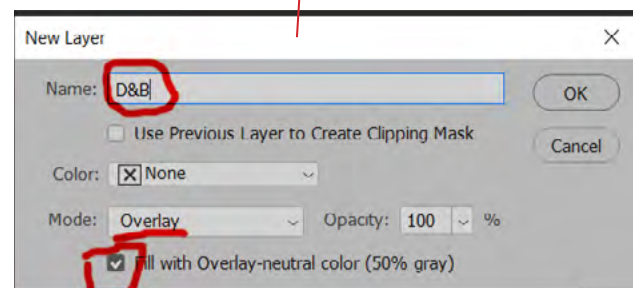 New Layer
Name: D&B OK
Use Previous Layer to Create Clipping Mask
Cancel
Color: None
Mode: Overlay Opacity: 100 %
Fill with Overlay-neutral color (50% gray)